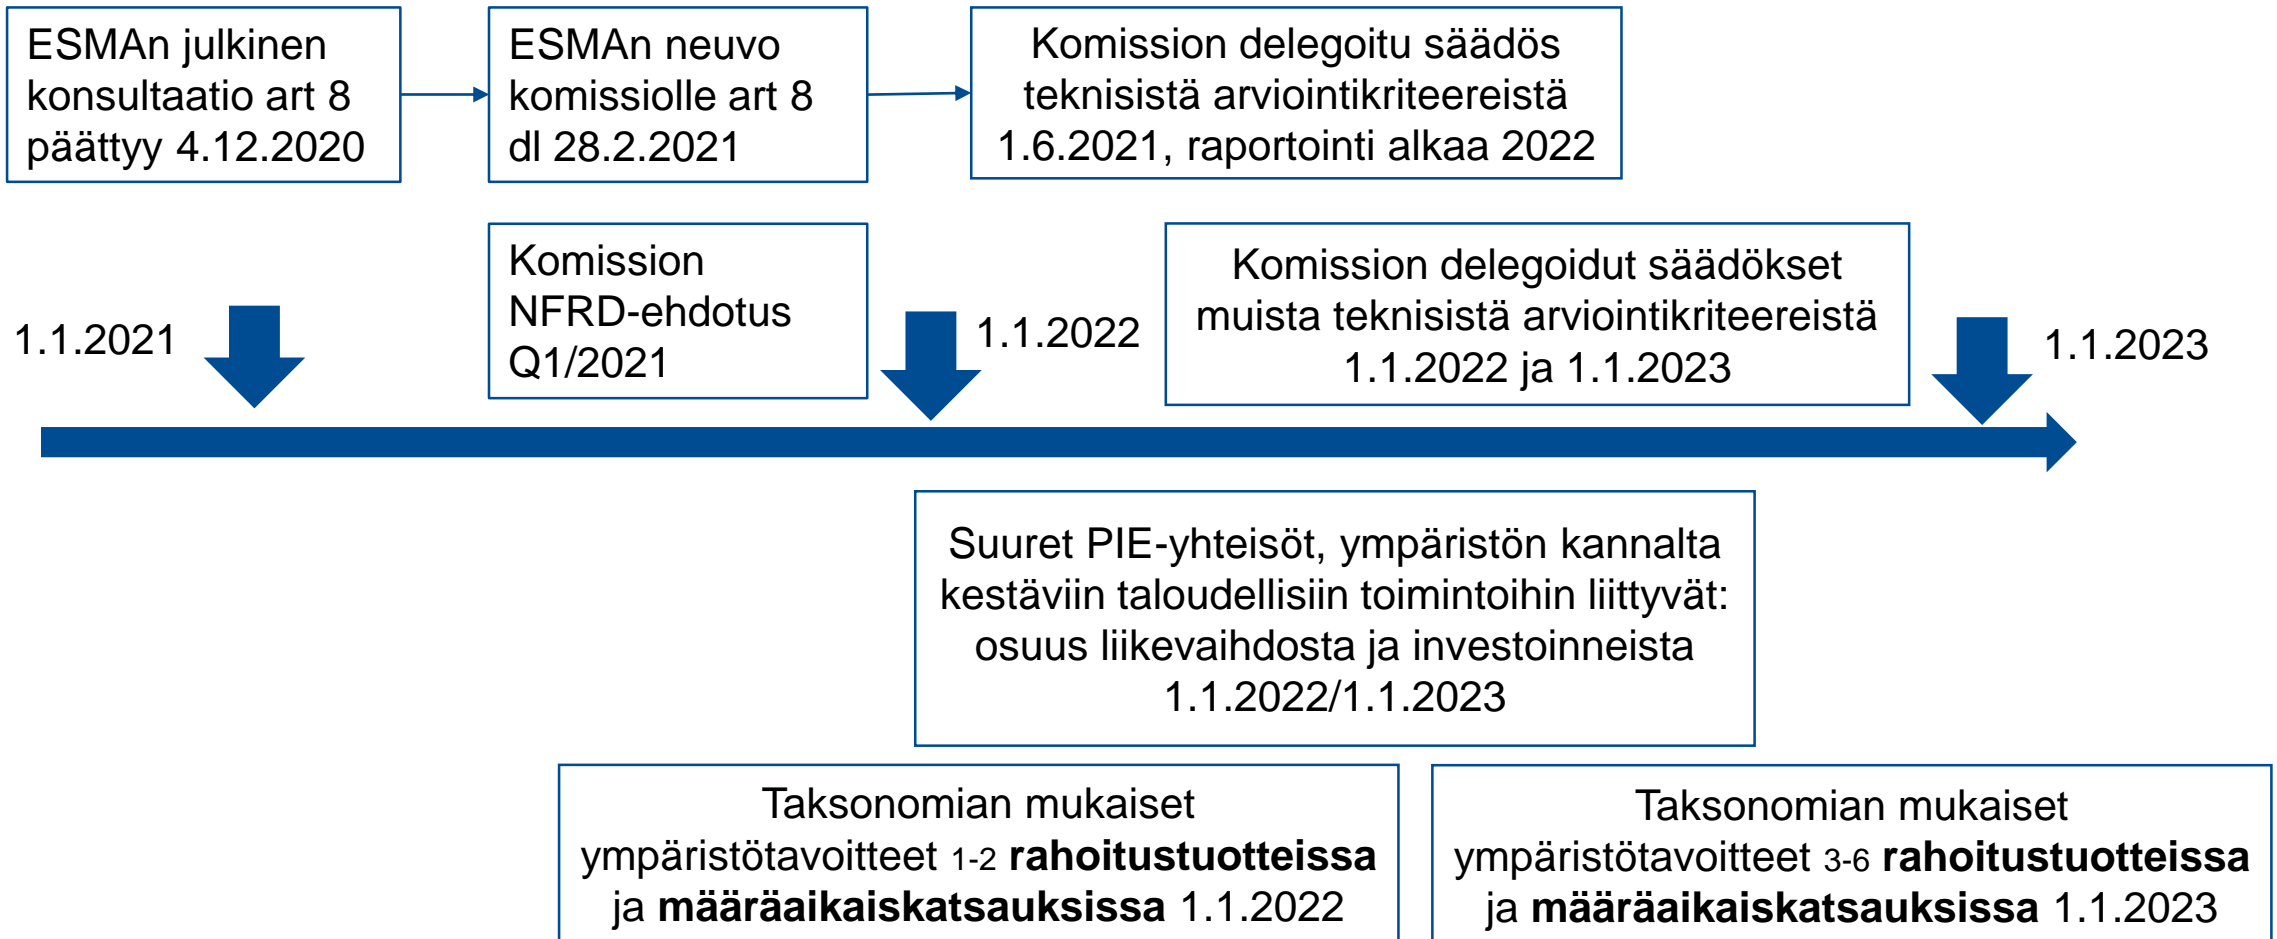 ESMAn julkinen
konsultaatio art 8
päättyy 4.12.2020
ESMAn neuvo
komissiolle art 8
dl 28.2.2021
Komission delegoitu säädös
teknisistä arviointikriteereistä
1.6.2021, raportointi alkaa 2022
1.1.2021
Komission
NFRD-ehdotus
Q1/2021
1.1.2022
Komission delegoidut säädökset
muista teknisistä arviointikriteereistä
1.1.2022 ja 1.1.2023
1.1.2023
Suuret PIE-yhteisöt, ympäristön kannalta
kestäviin taloudellisiin toimintoihin liittyvät:
osuus liikevaihdosta ja investoinneista
1.1.2022/1.1.2023
Taksonomian mukaiset
ympäristötavoitteet 1-2 rahoitustuotteissa
ja määräaikaiskatsauksissa 1.1.2022
Taksonomian mukaiset
ympäristötavoitteet 3-6 rahoitustuotteissa
ja määräaikaiskatsauksissa 1.1.2023